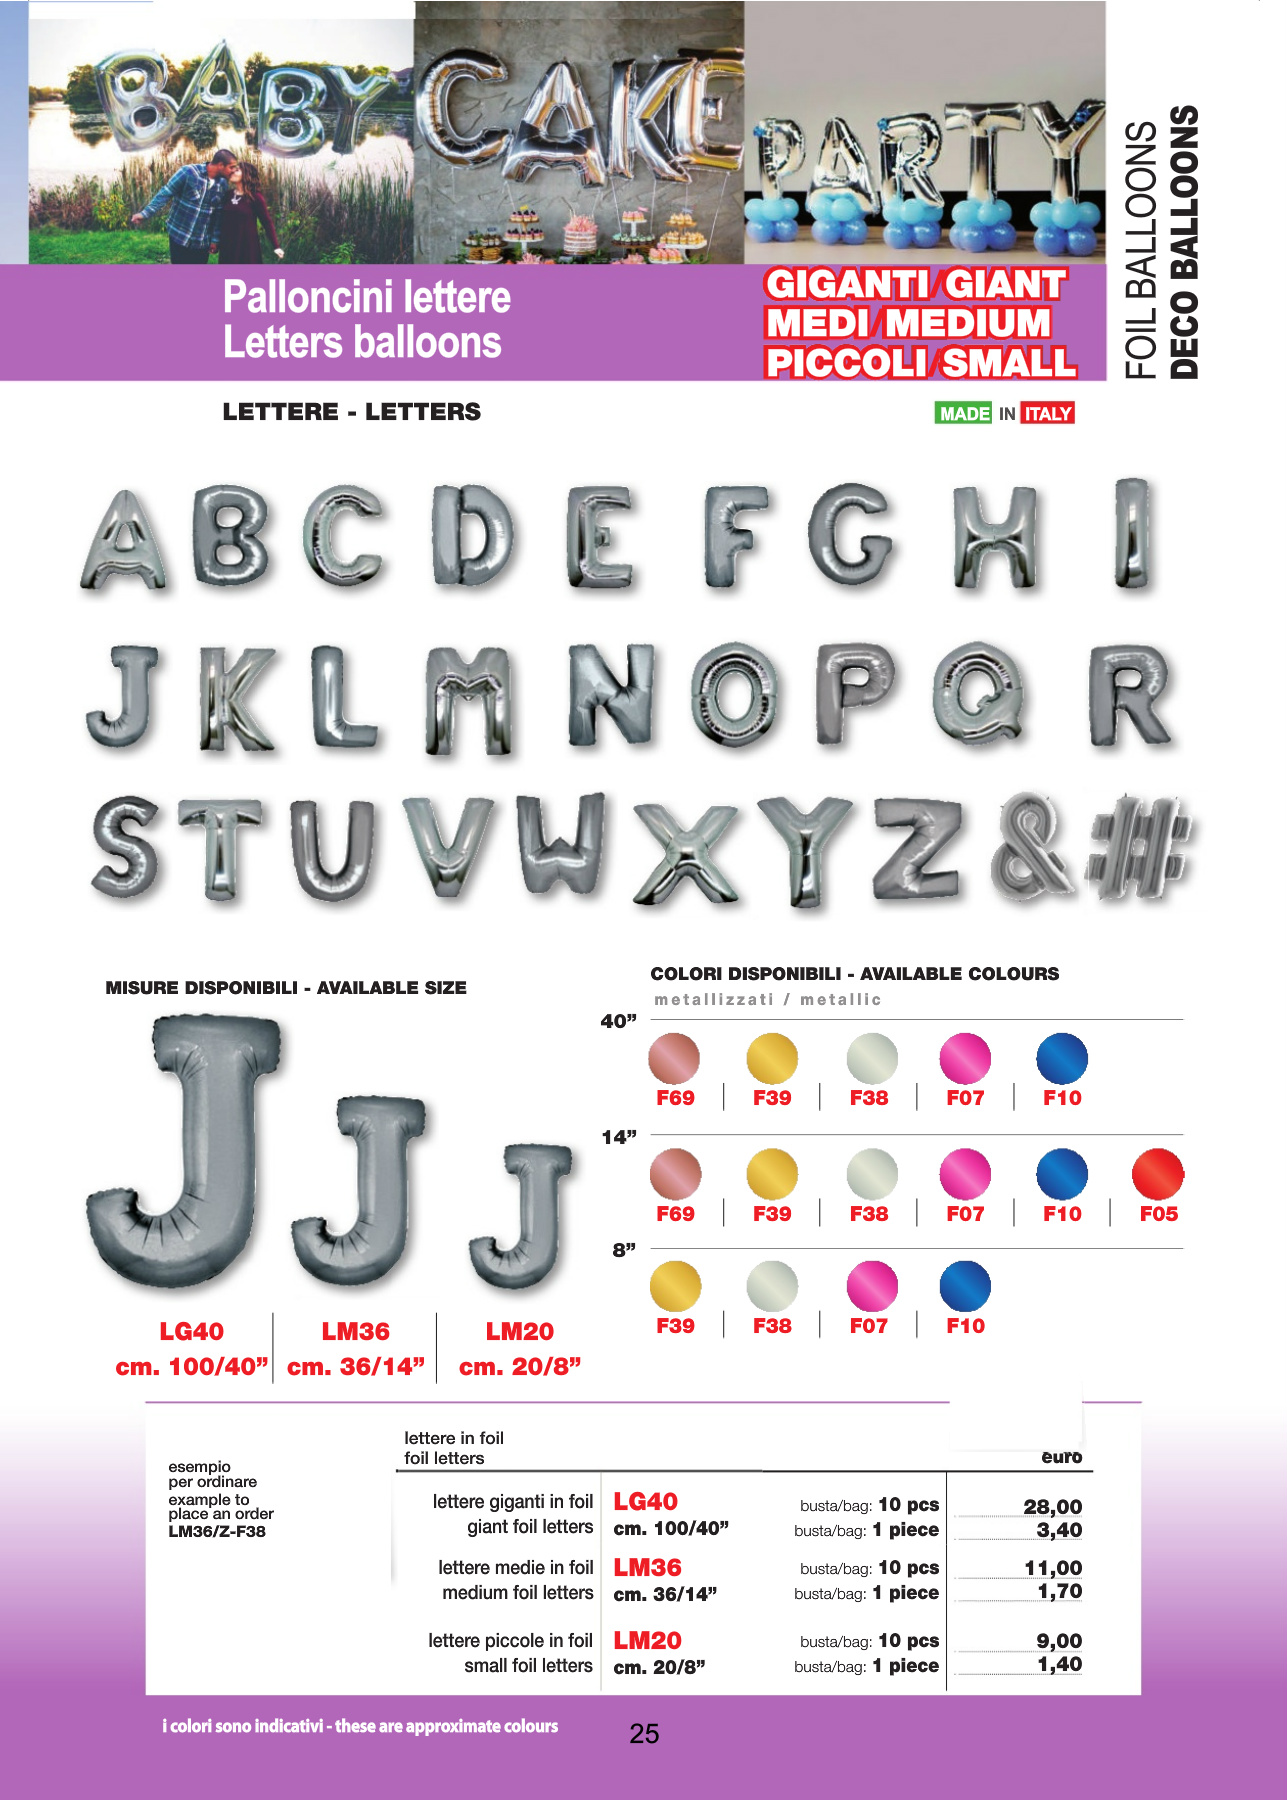 BABY
CAKE
PARTY
FOIL BALLOONS
DECO BALLOONS
Palloncini lettere
Letters balloons
GIGANTI/GIANT
MEDI/MEDIUM
PICCOLI/SMALL
LETTERE - LETTERS
MADE IN ITALY
A B C D E F G H I
J K L M N O P Q R
S T U V W X Y Z & #
MISURE DISPONIBILI - AVAILABLE SIZE
J J J
LG40 LM36 LM20
cm. 100/40” cm. 36/14” cm. 20/8”
COLORI DISPONIBILI - AVAILABLE COLOURS
metallizzati / metallic
40”
F69 F39 F38 F07 F10
14”
F69 F39 F38 F07 F10 F05
8”
F39 F38 F07 F10
esempio
per ordinare
example to
place an order
LM36/Z-F38
lettere in foil
foil letters
euro
lettere giganti in foil LG40 busta/bag: 10 pcs 28,00
giant foil letters cm. 100/40” busta/bag: 1 piece 3,40
lettere medie in foil LM36 busta/bag: 10 pcs 11,00
medium foil letters cm. 36/14” busta/bag: 1 piece 1,70
lettere piccole in foil LM20 busta/bag: 10 pcs 9,00
small foil letters cm. 20/8” busta/bag: 1 piece 1,40
i colori sono indicativi - these are approximate colours
25